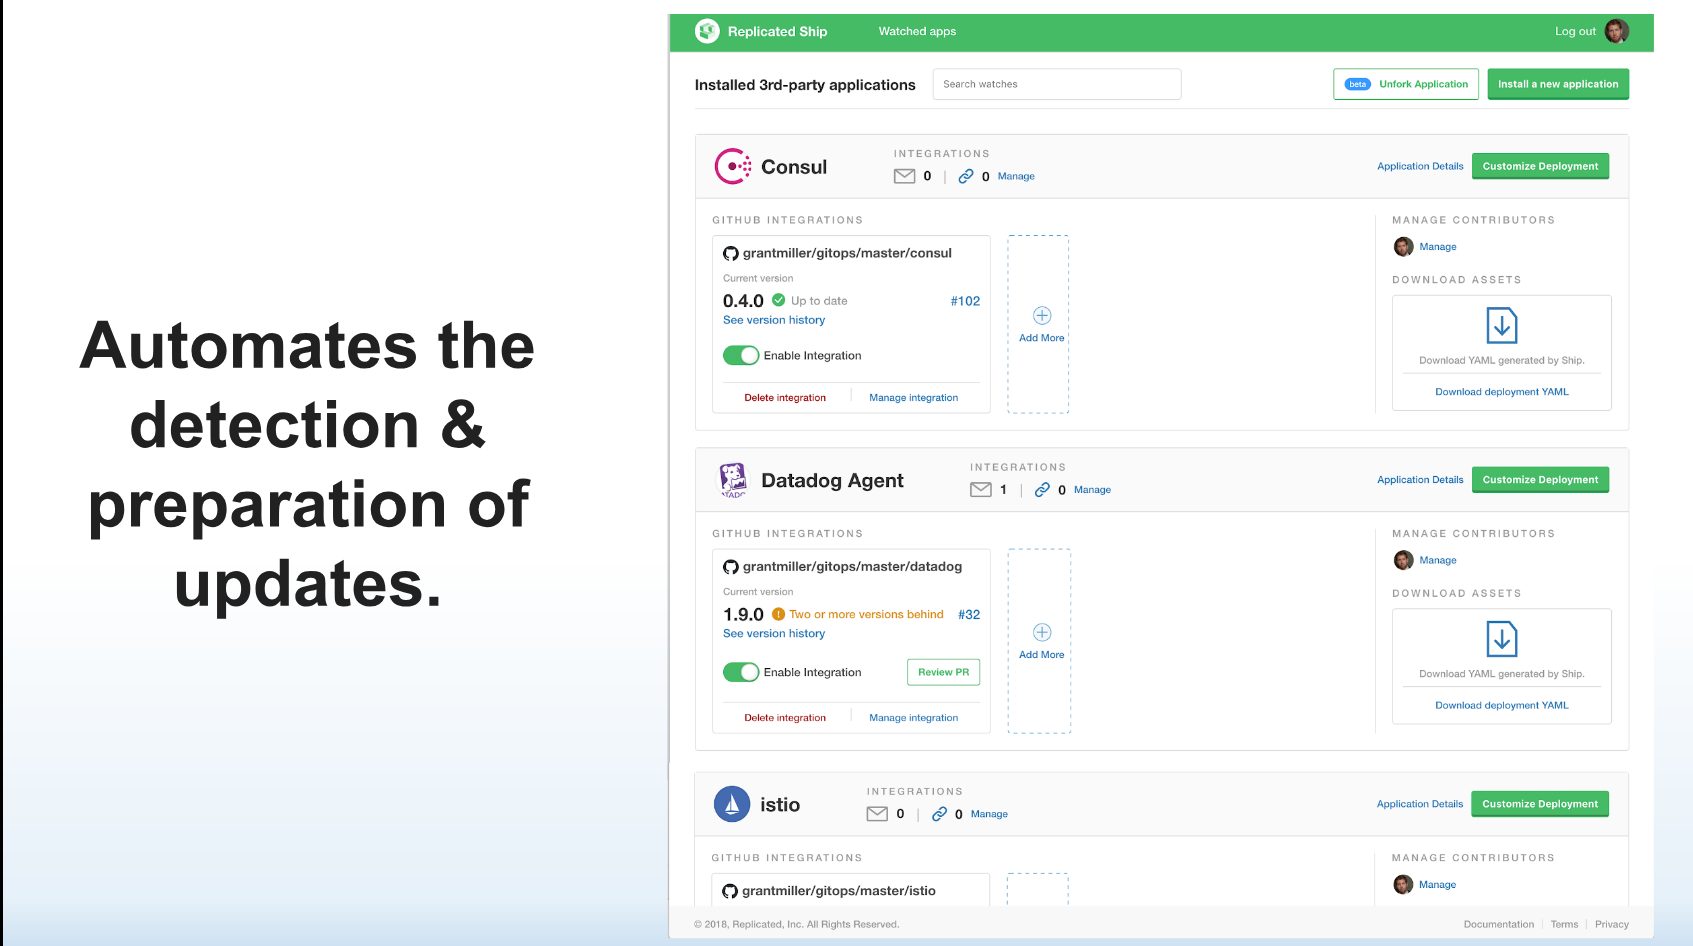 Automates the
detection &
preparation of
updates.
Replicated Ship
Watched apps
Log out
Installed 3rd-party applications
Search watches
beta
Unfork Application
Install a new application
Consul
INTEGRATIONS
0 | 0 Manage
Application Details
Customize Deployment
GITHUB INTEGRATIONS
grantmiller/gitops/master/consul
Current version
0.4.0 Up to date #102
See version history
Enable Integration
Delete integration
Manage integration
Add More
MANAGE CONTRIBUTORS
Manage
DOWNLOAD ASSETS
Download YAML generated by Ship.
Download deployment YAML
Datadog Agent
INTEGRATIONS
1 | 0 Manage
Application Details
Customize Deployment
GITHUB INTEGRATIONS
grantmiller/gitops/master/datadog
Current version
1.9.0 Two or more versions behind #32
See version history
Enable Integration
Review PR
Delete integration
Manage integration
Add More
MANAGE CONTRIBUTORS
Manage
DOWNLOAD ASSETS
Download YAML generated by Ship.
Download deployment YAML
istio
INTEGRATIONS
0 | 0 Manage
Application Details
Customize Deployment
GITHUB INTEGRATIONS
grantmiller/gitops/master/istio
MANAGE CONTRIBUTORS
Manage
© 2018, Replicated, Inc. All Rights Reserved.
Documentation | Terms | Privacy